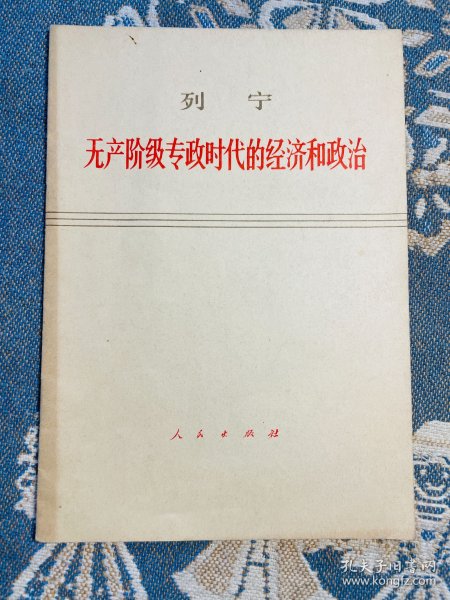 列 宁
无产阶级专政时代的经济和政治
人民出版社
孔夫子旧书网
www.kongfz.com